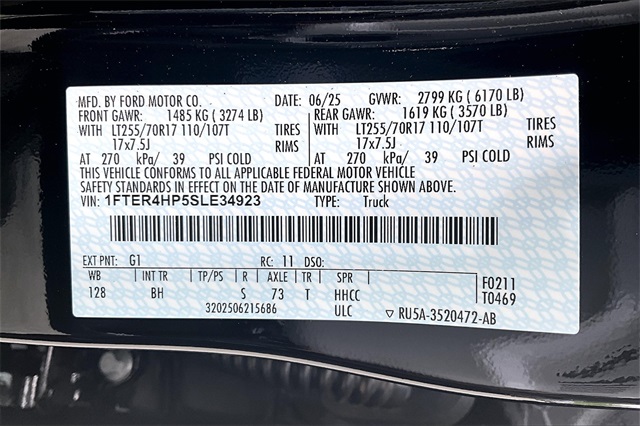 MFD. BY FORD MOTOR CO. DATE: 06/25 GVWR: 2799 KG ( 6170 LB)
FRONT GAWR: 1485 KG ( 3274 LB) REAR GAWR: 1619 KG ( 3570 LB)
WITH LT255/70R17 110/107T TIRES WITH LT255/70R17 110/107T TIRES
17x7.5J RIMS 17x7.5J RIMS
AT 270 kPa/ 39 PSI COLD AT 270 kPa/ 39 PSI COLD
THIS VEHICLE CONFORMS TO ALL APPLICABLE FEDERAL MOTOR VEHICLE
SAFETY STANDARDS IN EFFECT ON THE DATE OF MANUFACTURE SHOWN ABOVE.
VIN: 1FTER4HP5SLE34923 TYPE: Truck
EXT PNT: G1 RC: 11 DSO:
WB INT TR TP/PS R AXLE TR SPR F0211
128 BH S 73 T HHCC T0469
3202506215686 ULC ▽ RU5A-3520472-AB